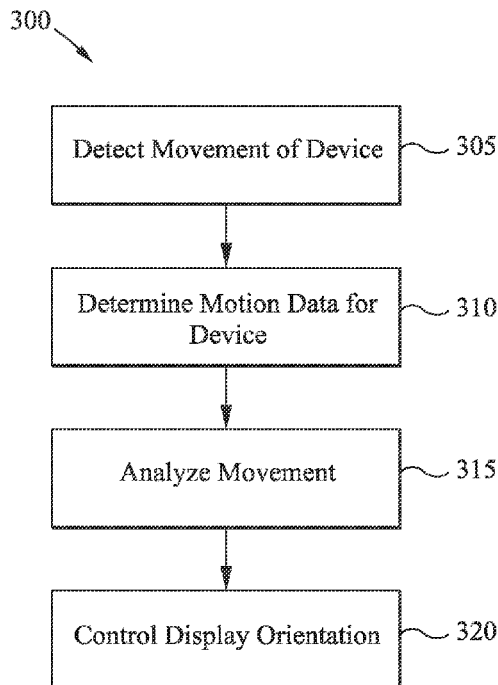 300
Detect Movement of Device
305
Determine Motion Data for
Device
310
Analyze Movement
315
Control Display Orientation
320